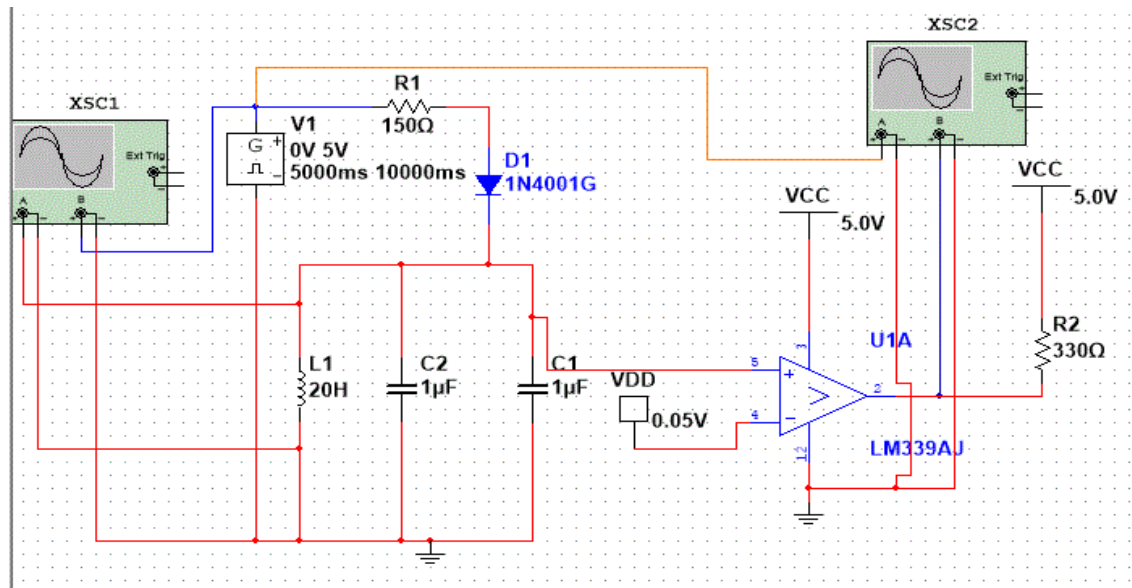 XSC2
Ext Trig
+
-
A
B
+ - + -
XSC1
Ext Trig
+
-
A
B
+ - + -
R1
150Ω
V1
G +
-
0V 5V
5000ms 10000ms
D1
1N4001G
VCC
5.0V
VCC
5.0V
R2
330Ω
L1
20H
C2
1µF
C1
1µF
VDD
0.05V
U1A
3
5
+
2
4
-
12
LM339AJ